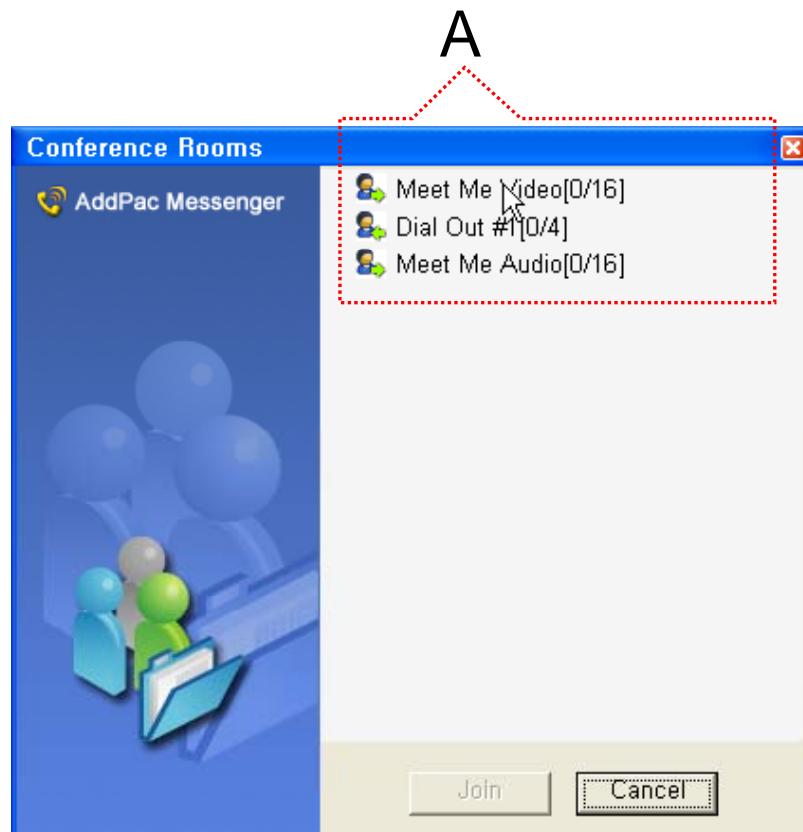 A
Conference Rooms
AddPac Messenger
Meet Me Video[0/16]
Dial Out #1[0/4]
Meet Me Audio[0/16]
Join
Cancel